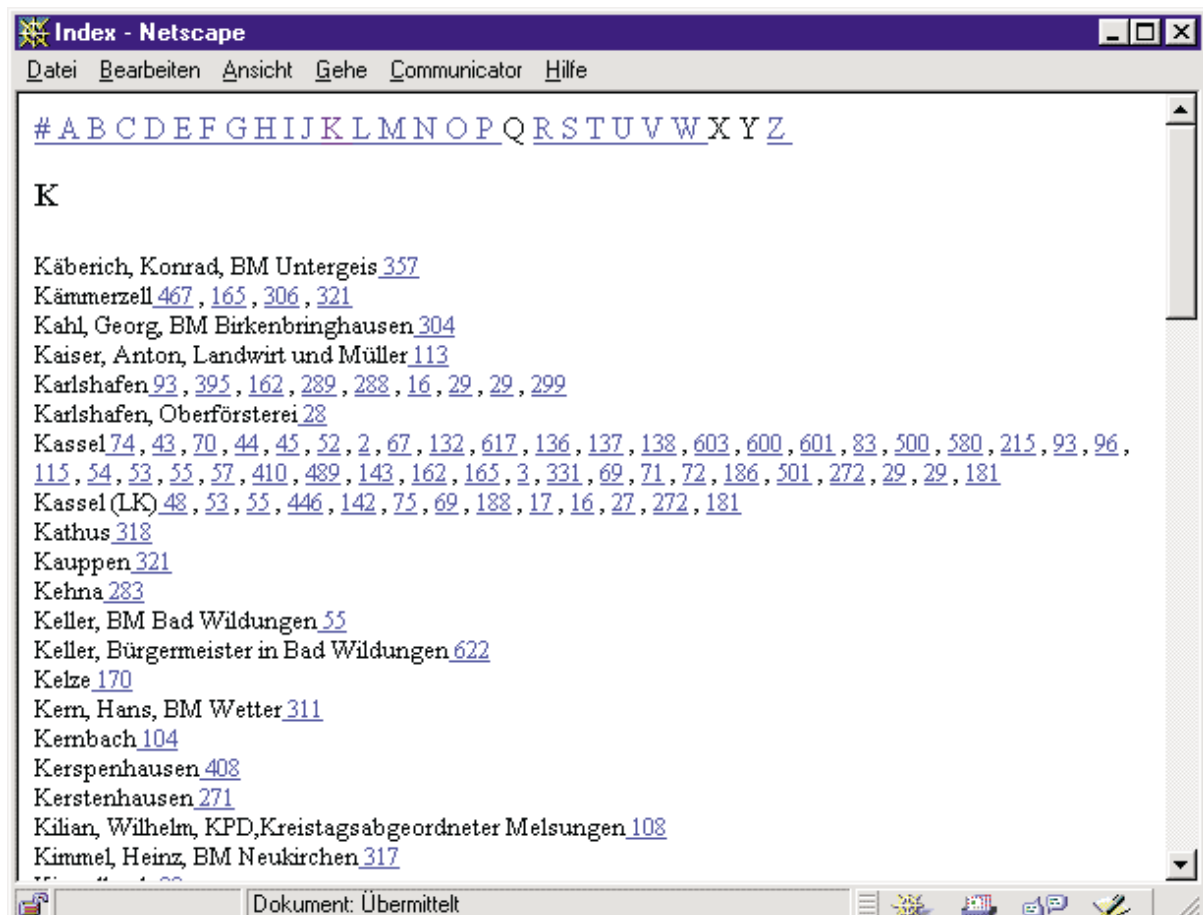 Index - Netscape
Datei Bearbeiten Ansicht Gehe Communicator Hilfe
# A B C D E F G H I J K L M N O P Q R S T U V W X Y Z
K
Käberich, Konrad, BM Untergeis 357
Kämmerzell 467 , 165 , 306 , 321
Kahl, Georg, BM Birkenbringhausen 304
Kaiser, Anton, Landwirt und Müller 113
Karlshafen 93 , 395 , 162 , 289 , 288 , 16 , 29 , 29 , 299
Karlshafen, Oberförsterei 28
Kassel 74 , 43 , 70 , 44 , 45 , 52 , 2 , 67 , 132 , 617 , 136 , 137 , 138 , 603 , 600 , 601 , 83 , 500 , 580 , 215 , 93 , 96 ,
115 , 54 , 53 , 55 , 57 , 410 , 489 , 143 , 162 , 165 , 3 , 331 , 69 , 71 , 72 , 186 , 501 , 272 , 29 , 29 , 181
Kassel (LK) 48 , 53 , 55 , 446 , 142 , 75 , 69 , 188 , 17 , 16 , 27 , 272 , 181
Kathus 318
Kauppen 321
Kehna 283
Keller, BM Bad Wildungen 55
Keller, Bürgermeister in Bad Wildungen 622
Kelze 170
Kern, Hans, BM Wetter 311
Kernbach 104
Kerspenhausen 408
Kerstenhausen 271
Kilian, Wilhelm, KPD,Kreistagsabgeordneter Melsungen 108
Kimmel, Heinz, BM Neukirchen 317
Dokument: Übermittelt